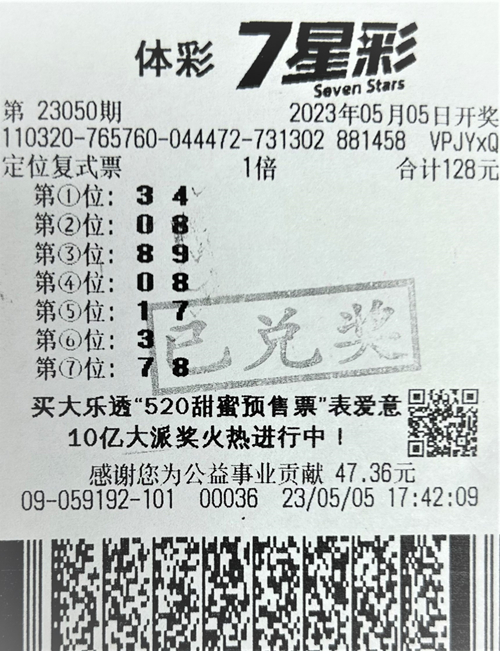 体彩 7星彩
Seven Stars
第 23050期 2023年05月05日开奖
110320-765760-044472-731302 881458 VPJYxQ
定位复式票 1倍 合计128元
第①位: 3 4
第②位: 0 8
第③位: 8 9
第④位: 0 8
第⑤位: 1 7
第⑥位: 3
第⑦位: 7 8
已兑奖
买大乐透“520甜蜜预售票”表爱意
10亿大派奖火热进行中！
感谢您为公益事业贡献 47.36元
09-059192-101 00036 23/05/05 17:42:09